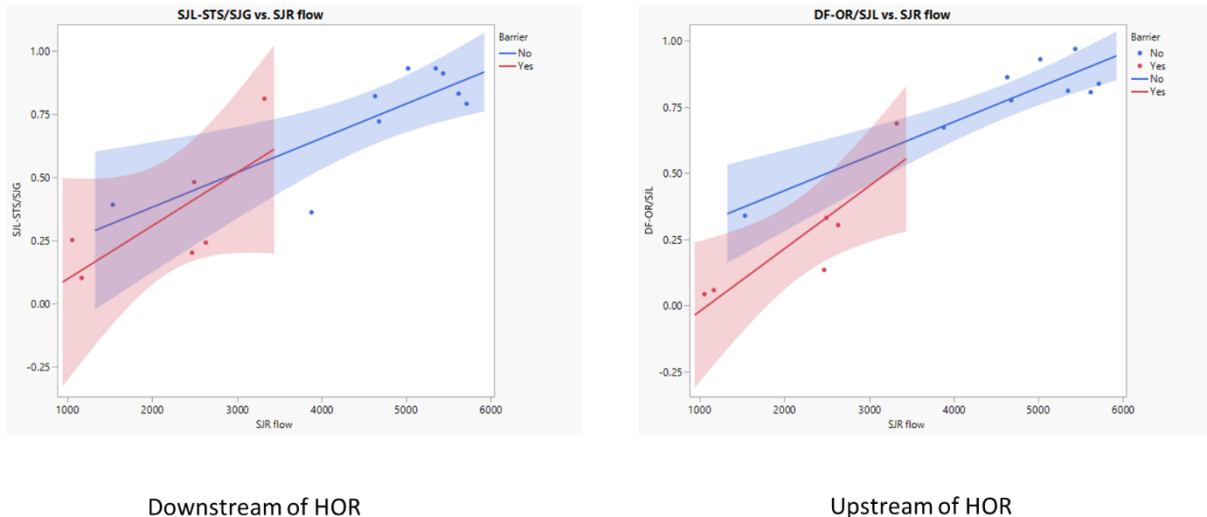 SJL-STS/SJG vs. SJR flow
1.00
0.75
0.50
0.25
0.00
-0.25
SJL-STS/SJG
1000 2000 3000 4000 5000 6000
SJR flow
Barrier
No
Yes
DF-OR/SJL vs. SJR flow
1.00
0.75
0.50
0.25
0.00
-0.25
DF-OR/SJL
1000 2000 3000 4000 5000 6000
SJR flow
Barrier
No
Yes
No
Yes
Downstream of HOR
Upstream of HOR